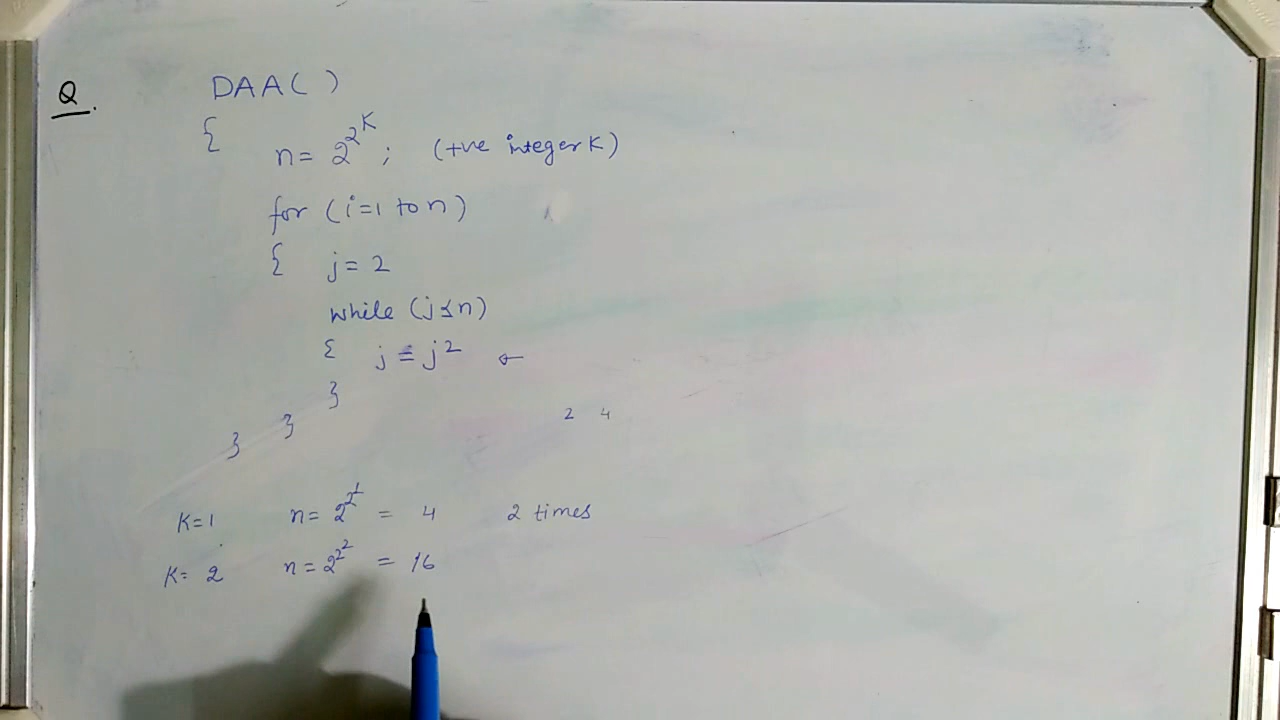 Q.
DAA( )
{
n = 2^2^K ; (+ve integer K)
for (i=1 to n)
{ j = 2
while (j ≤ n)
{ j = j² ←
}
}
}
2 4
K=1 n = 2^2^1 = 4 2 times
K= 2 n = 2^2^2 = 16